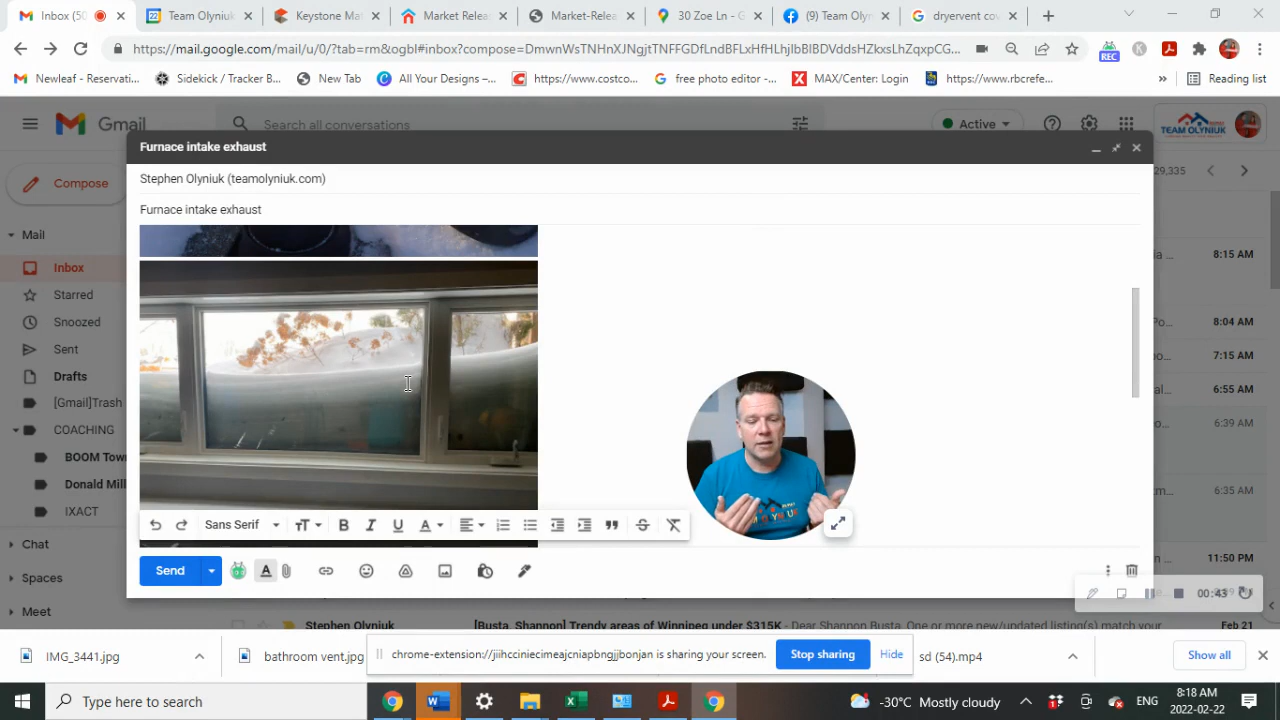 Inbox (50
Team Olyniuk
Keystone Ma
Market Relea
Market-Relea
30 Zoe Ln - G
(9) Team Oly
dryervent cov
https://mail.google.com/mail/u/0/?tab=rm&ogbl#inbox?compose=DmwnWsTNHnXJNgjtTNFFGDfLndBFLxHfHLhjlbBlBDVddsHZkxsLhZqxpCG...
REC
Newleaf - Reservati...
Sidekick / Tracker B...
New Tab
All Your Designs –...
https://www.costco...
free photo editor -...
MAX/Center: Login
https://www.rbcrefe...
»
Reading list
Gmail
Search all conversations
Active
TEAM OLYNIUK
Compose
Furnace intake exhaust
29,335
Stephen Olyniuk (teamolyniuk.com)
Furnace intake exhaust
Mail
Inbox
8:15 AM
Starred
Snoozed
8:04 AM
Sent
7:15 AM
Drafts
6:55 AM
[Gmail]Trash
COACHING
6:39 AM
BOOM Town
Donald Mill
6:35 AM
IXACT
Sans Serif
Chat
11:50 PM
Send
Spaces
00:43
Meet
Stephen Olyniuk
[Busta, Shannon] Trendy areas of Winnipeg under $315K - Dear Shannon Busta, One or more new/updated listing(s) match your
Feb 21
IMG_3441.jpg
bathroom vent.jpg
chrome-extension://jiihcciniecimeajcniapbngjjbonjan is sharing your screen.
Stop sharing
Hide
sd (54).mp4
Show all
Type here to search
-30°C Mostly cloudy
ENG
8:18 AM
2022-02-22